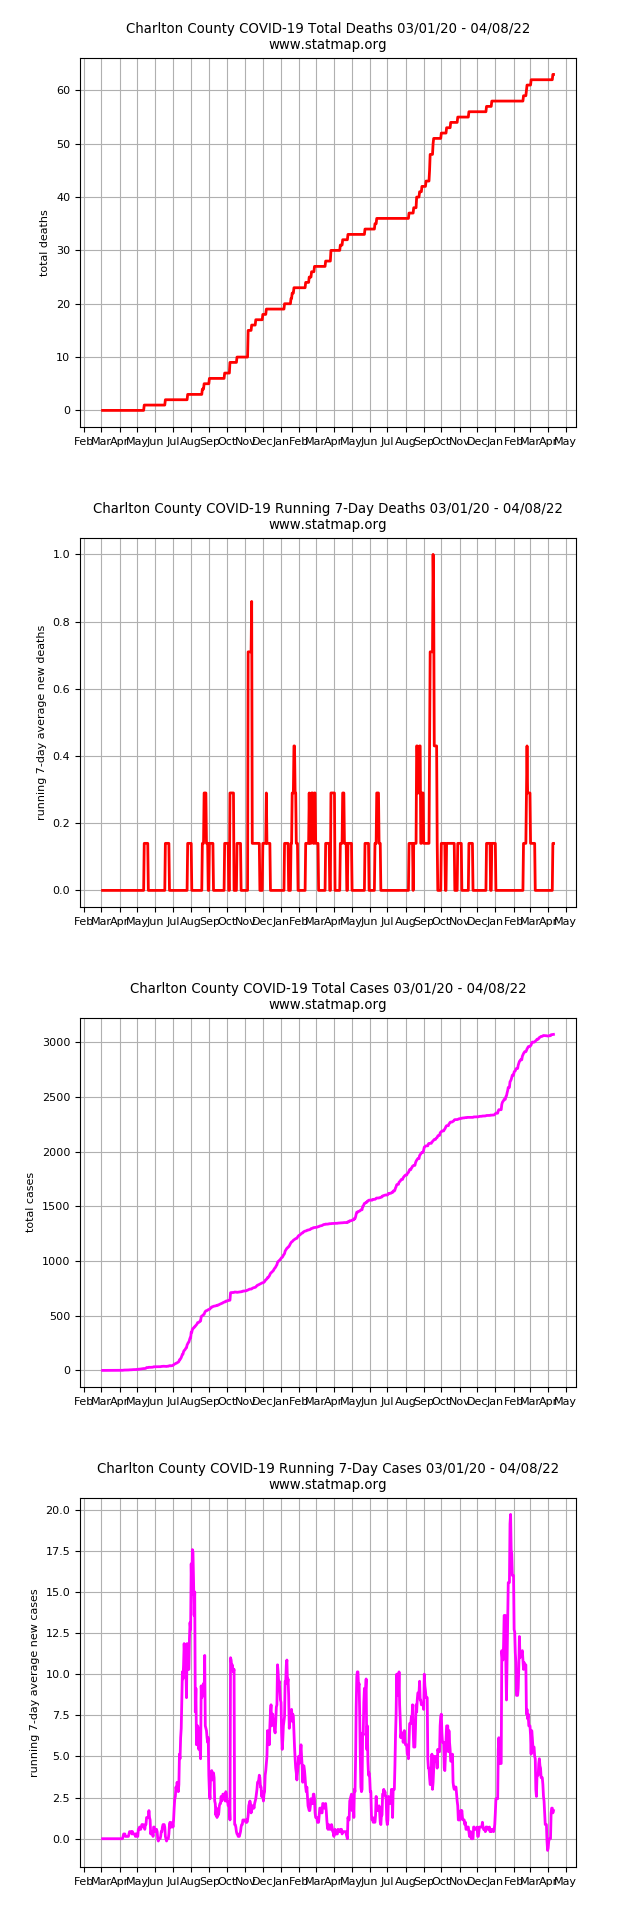 Charlton County COVID-19 Total Deaths 03/01/20 - 04/08/22
www.statmap.org
60
50
40
30
20
10
0
total deaths
Feb Mar Apr May Jun Jul Aug Sep Oct Nov Dec Jan Feb Mar Apr May Jun Jul Aug Sep Oct Nov Dec Jan Feb Mar Apr May
Charlton County COVID-19 Running 7-Day Deaths 03/01/20 - 04/08/22
www.statmap.org
1.0
0.8
0.6
0.4
0.2
0.0
running 7-day average new deaths
Feb Mar Apr May Jun Jul Aug Sep Oct Nov Dec Jan Feb Mar Apr May Jun Jul Aug Sep Oct Nov Dec Jan Feb Mar Apr May
Charlton County COVID-19 Total Cases 03/01/20 - 04/08/22
www.statmap.org
3000
2500
2000
1500
1000
500
0
total cases
Feb Mar Apr May Jun Jul Aug Sep Oct Nov Dec Jan Feb Mar Apr May Jun Jul Aug Sep Oct Nov Dec Jan Feb Mar Apr May
Charlton County COVID-19 Running 7-Day Cases 03/01/20 - 04/08/22
www.statmap.org
20.0
17.5
15.0
12.5
10.0
7.5
5.0
2.5
0.0
running 7-day average new cases
Feb Mar Apr May Jun Jul Aug Sep Oct Nov Dec Jan Feb Mar Apr May Jun Jul Aug Sep Oct Nov Dec Jan Feb Mar Apr May